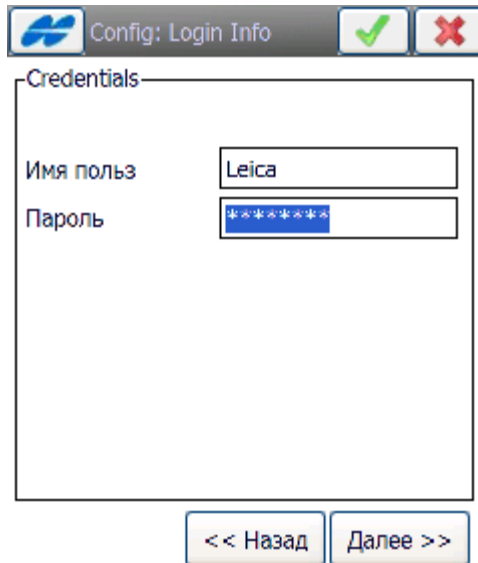 Config: Login Info
Credentials
Имя польз Leica
Пароль ********
<< Назад Далее >>